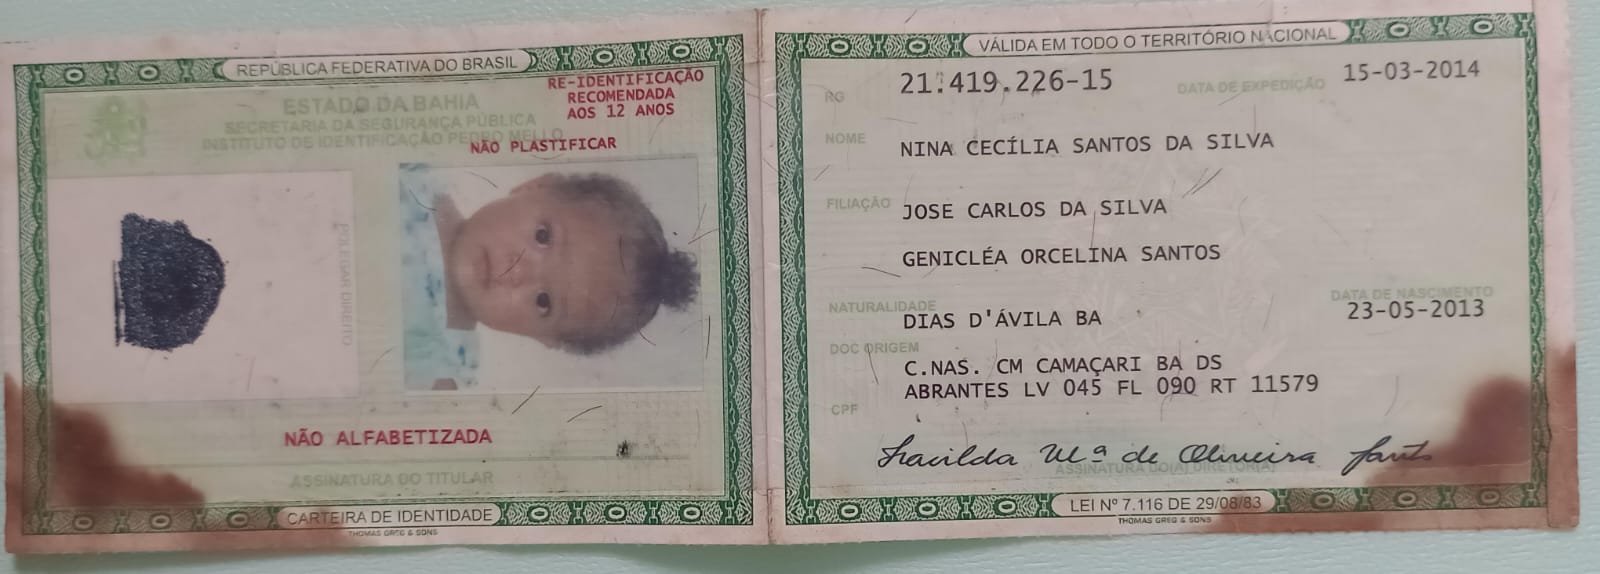 REPÚBLICA FEDERATIVA DO BRASIL
ESTADO DA BAHIA
SECRETARIA DA SEGURANÇA PÚBLICA
INSTITUTO DE IDENTIFICAÇÃO PEDRO MELLO
RE-IDENTIFICAÇÃO
RECOMENDADA
AOS 12 ANOS
NÃO PLASTIFICAR
POLEGAR DIREITO
NÃO ALFABETIZADA
ASSINATURA DO TITULAR
CARTEIRA DE IDENTIDADE
THOMAS GREG & SONS
VÁLIDA EM TODO O TERRITÓRIO NACIONAL
RG 21.419.226-15 DATA DE EXPEDIÇÃO 15-03-2014
NOME NINA CECÍLIA SANTOS DA SILVA
FILIAÇÃO JOSE CARLOS DA SILVA
GENICLÉA ORCELINA SANTOS
NATURALIDADE DATA DE NASCIMENTO
DIAS D'ÁVILA BA 23-05-2013
DOC ORIGEM C.NAS. CM CAMAÇARI BA DS
ABRANTES LV 045 FL 090 RT 11579
CPF
Iracilda Mª de Oliveira Santos
ASSINATURA DO(A) DIRETOR(A)
LEI Nº 7.116 DE 29/08/83
THOMAS GREG & SONS